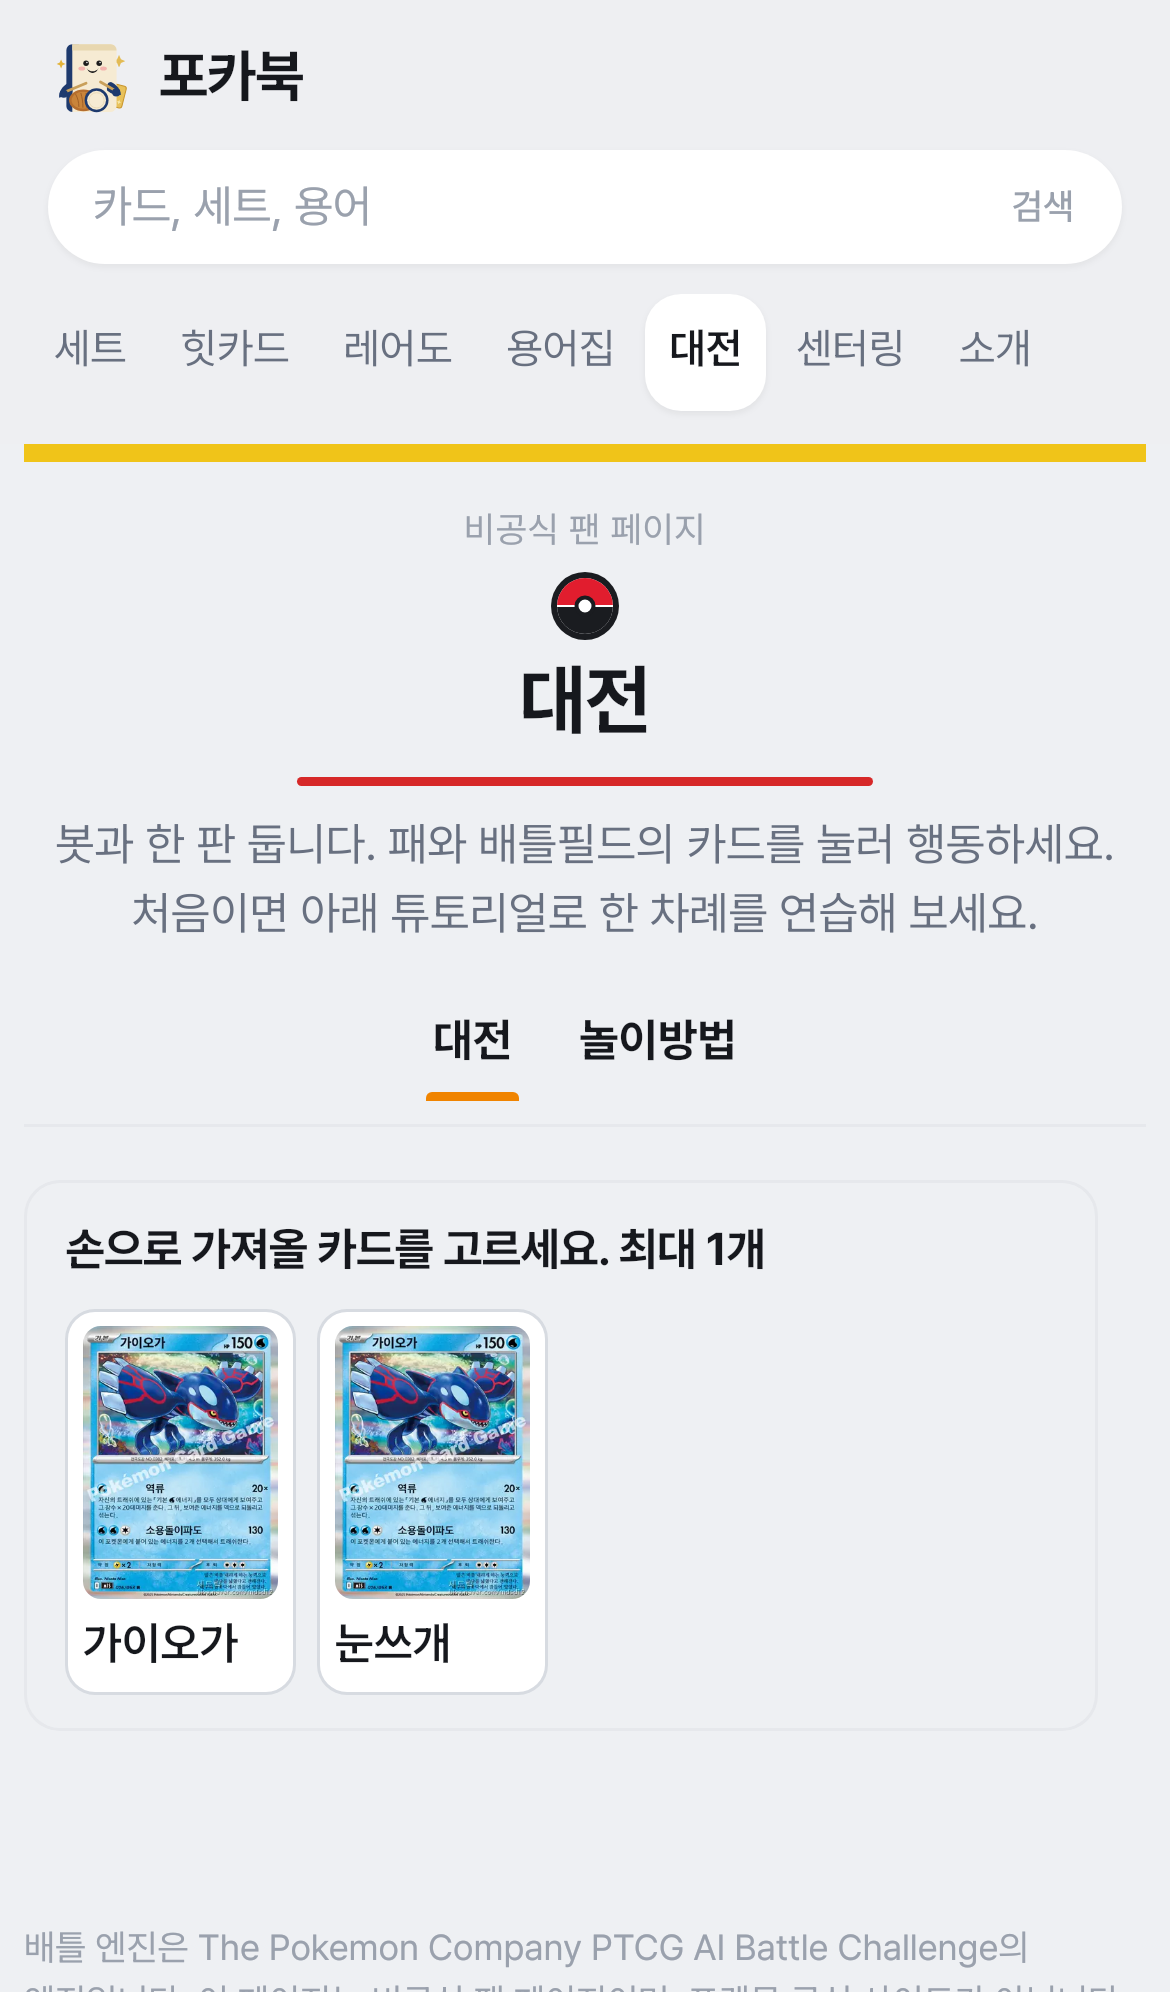 포카북
카드, 세트, 용어
검색
세트 힛카드 레어도 용어집 대전 센터링 소개
비공식 팬 페이지
대전
봇과 한 판 둡니다. 패와 배틀필드의 카드를 눌러 행동하세요.
처음이면 아래 튜토리얼로 한 차례를 연습해 보세요.
대전 놀이방법
손으로 가져올 카드를 고르세요. 최대 1개
가이오가 150
Pokémon Card Game
역류 20×
소용돌이파도 130
가이오가
가이오가 150
Pokémon Card Game
역류 20×
소용돌이파도 130
눈쓰개
배틀 엔진은 The Pokemon Company PTCG AI Battle Challenge의